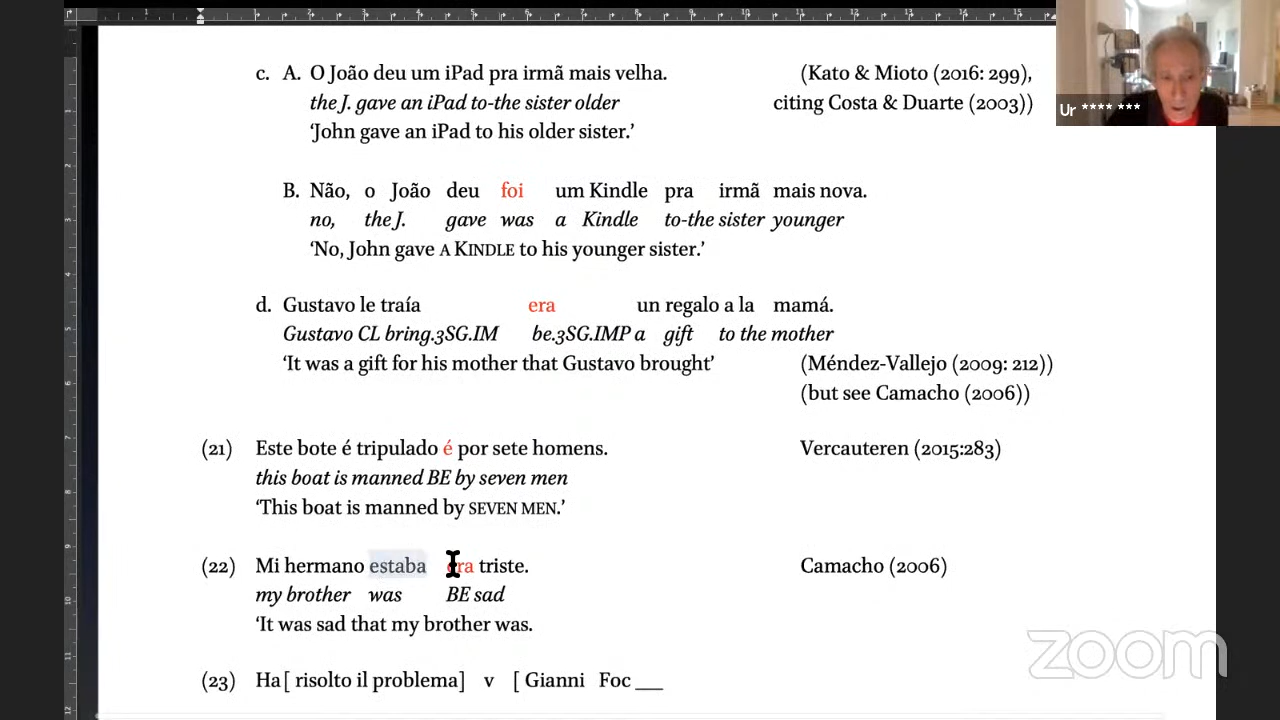 c. A. O João deu um iPad pra irmã mais velha. (Kato & Mioto (2016: 299),
the J. gave an iPad to-the sister older citing Costa & Duarte (2003))
‘John gave an iPad to his older sister.’
Ur **** ***
B. Não, o João deu foi um Kindle pra irmã mais nova.
no, the J. gave was a Kindle to-the sister younger
‘No, John gave A KINDLE to his younger sister.’
d. Gustavo le traía era un regalo a la mamá.
Gustavo CL bring.3SG.IM be.3SG.IMP a gift to the mother
‘It was a gift for his mother that Gustavo brought’ (Méndez-Vallejo (2009: 212))
(but see Camacho (2006))
(21) Este bote é tripulado é por sete homens. Vercauteren (2015:283)
this boat is manned BE by seven men
‘This boat is manned by SEVEN MEN.’
(22) Mi hermano estaba era triste. Camacho (2006)
my brother was BE sad
‘It was sad that my brother was.
zoom
(23) Ha [ risolto il problema] v [ Gianni Foc ___